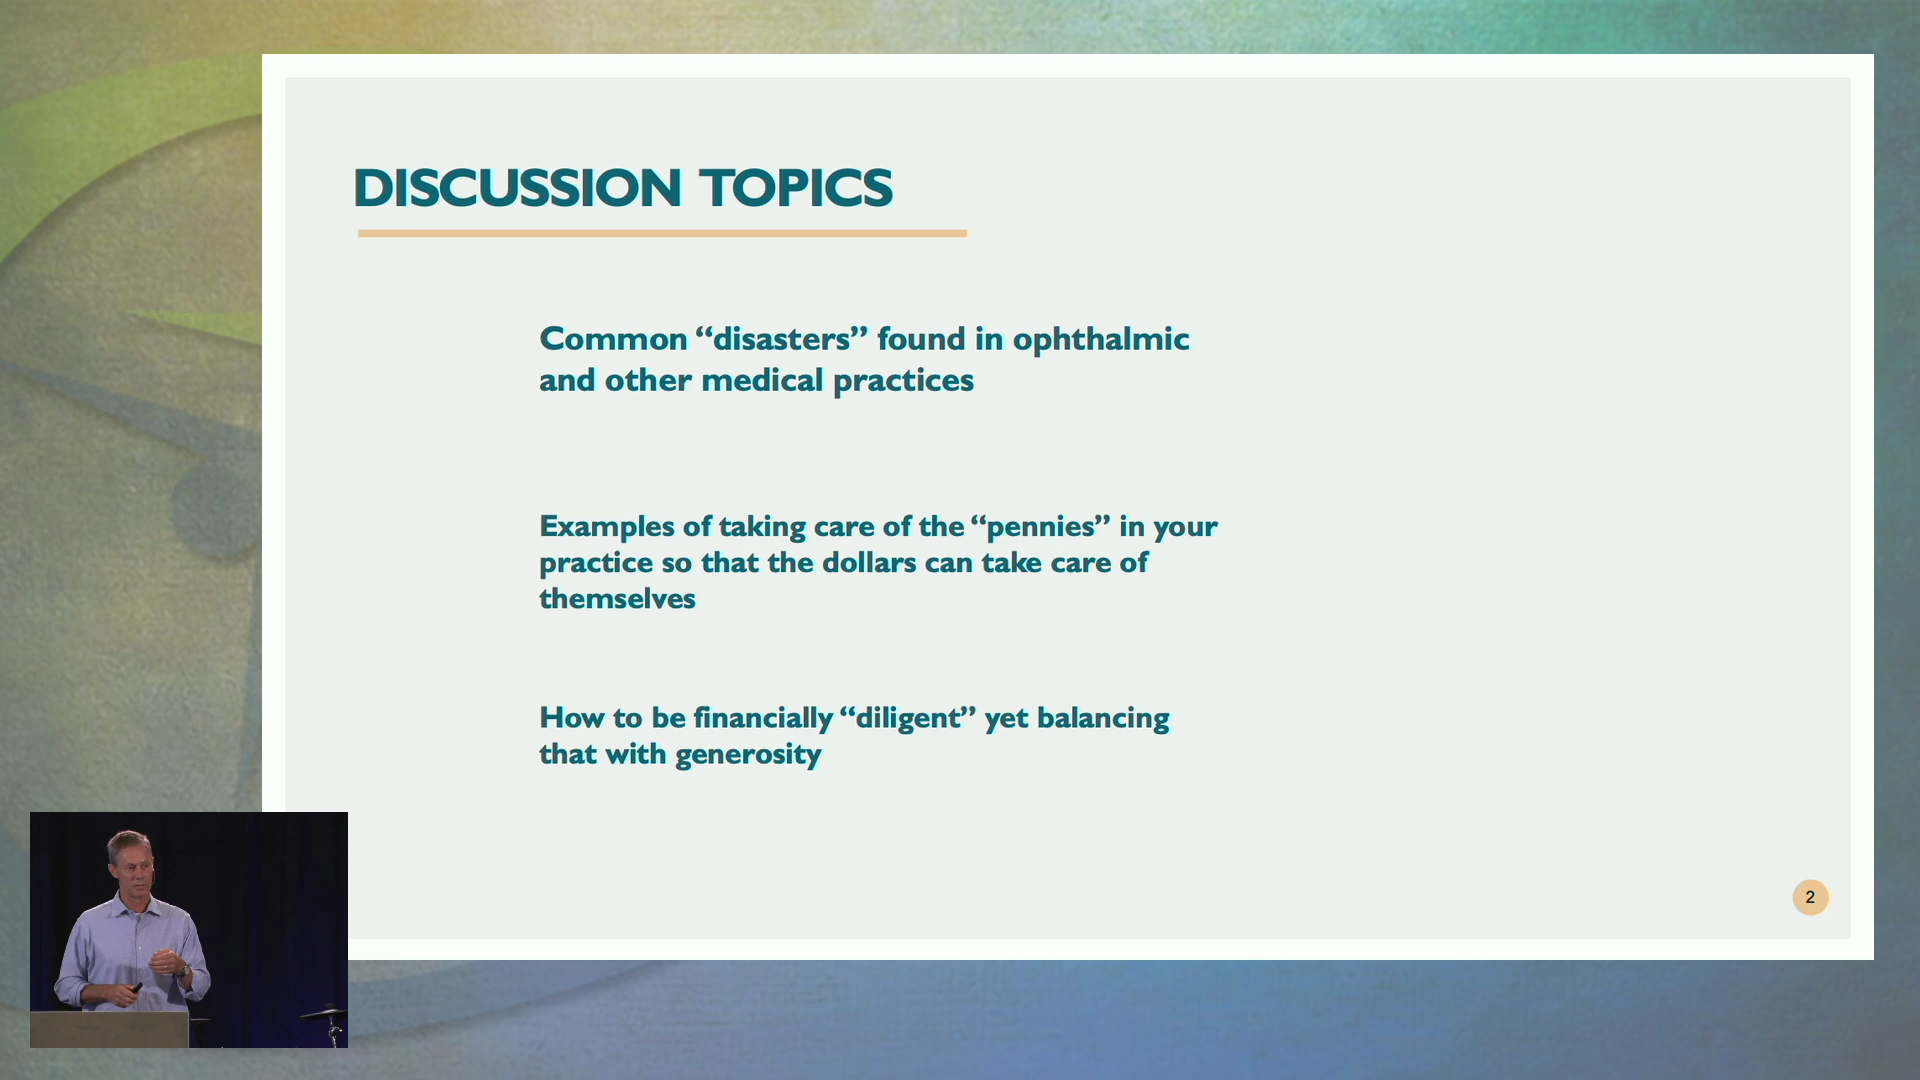 DISCUSSION TOPICS
Common “disasters” found in ophthalmic
and other medical practices
Examples of taking care of the “pennies” in your
practice so that the dollars can take care of
themselves
How to be financially “diligent” yet balancing
that with generosity
2